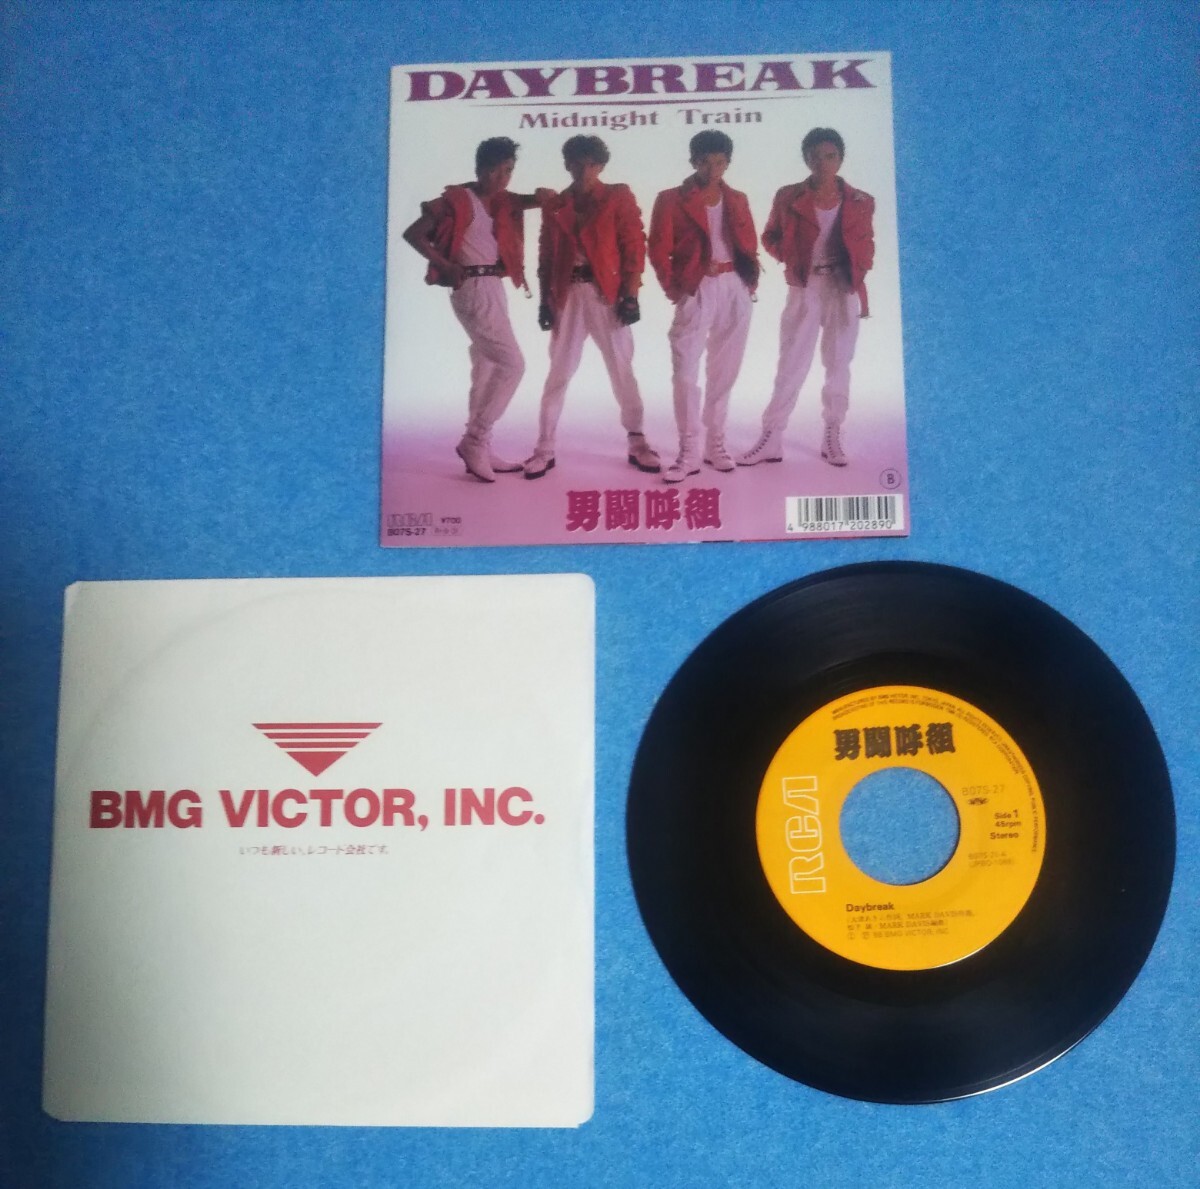 DAYBREAK
Midnight Train
B
男闘呼組
RCA ¥700
B07S-27
4 988017 202890
BMG VICTOR, INC.
いつも新しい、レコード会社です。
男闘呼組
RCA
B07S-27
Side 1
45rpm
Stereo
Daybreak